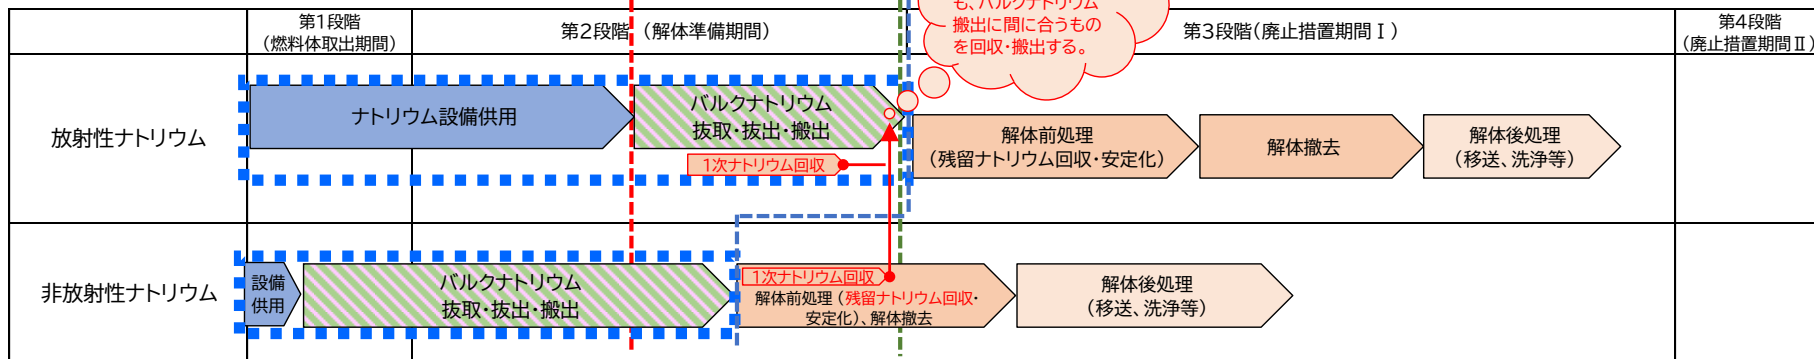 も、バルクナトリウム
搬出に間に合うもの
を回収・搬出する。
第1段階
（燃料体取出期間）
第2段階 （解体準備期間）
第3段階(廃止措置期間Ⅰ)
第4段階
(廃止措置期間Ⅱ)
放射性ナトリウム
ナトリウム設備供用
バルクナトリウム
抜取・抜出・搬出
1次ナトリウム回収
解体前処理
（残留ナトリウム回収・安定化）
解体撤去
解体後処理
（移送、洗浄等）
非放射性ナトリウム
設備
供用
バルクナトリウム
抜取・抜出・搬出
1次ナトリウム回収
解体前処理（残留ナトリウム回収・
安定化）、解体撤去
解体後処理
（移送、洗浄等）